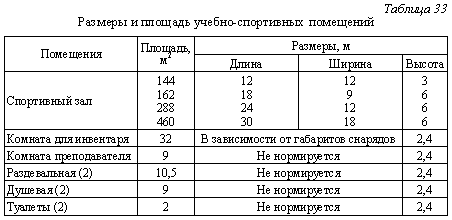 Таблица 33
Размеры и площадь учебно-спортивных помещений
Помещения Площадь, м² Размеры, м
Длина Ширина Высота
Спортивный зал 144 12 12 3
162 18 9 6
288 24 12 6
460 30 18 6
Комната для инвентаря 32 В зависимости от габаритов снарядов 2,4
Комната преподавателя 9 Не нормируется 2,4
Раздевальная (2) 10,5 Не нормируется 2,4
Душевая (2) 9 Не нормируется 2,4
Туалеты (2) 2 Не нормируется 2,4